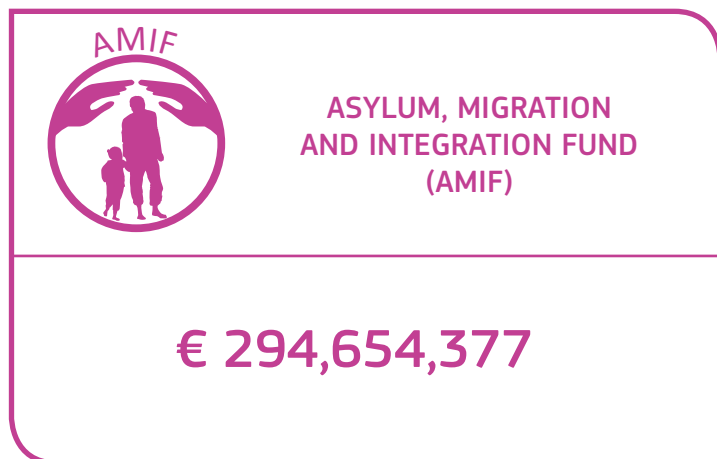 AMIF
ASYLUM, MIGRATION
AND INTEGRATION FUND
(AMIF)
€ 294,654,377